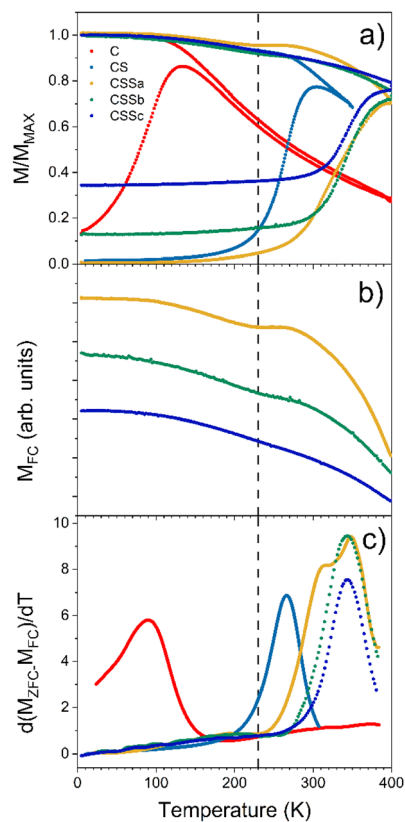 a)
1.0
0.8
0.6
0.4
0.2
0.0
M/M_MAX
C
CS
CSSa
CSSb
CSSc
b)
M_FC (arb. units)
c)
10
8
6
4
2
0
d(M_ZFC-M_FC)/dT
0 100 200 300 400
Temperature (K)